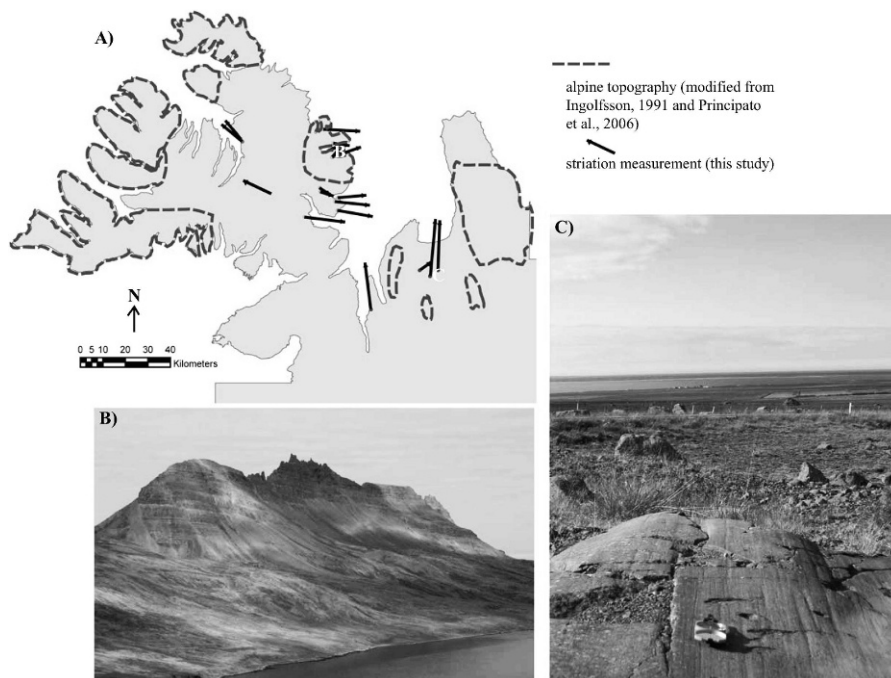 A)
alpine topography (modified from
Ingolfsson, 1991 and Principato
et al., 2006)
striation measurement (this study)
B
C
N
0 5 10 20 30 40
Kilometers
B)
C)